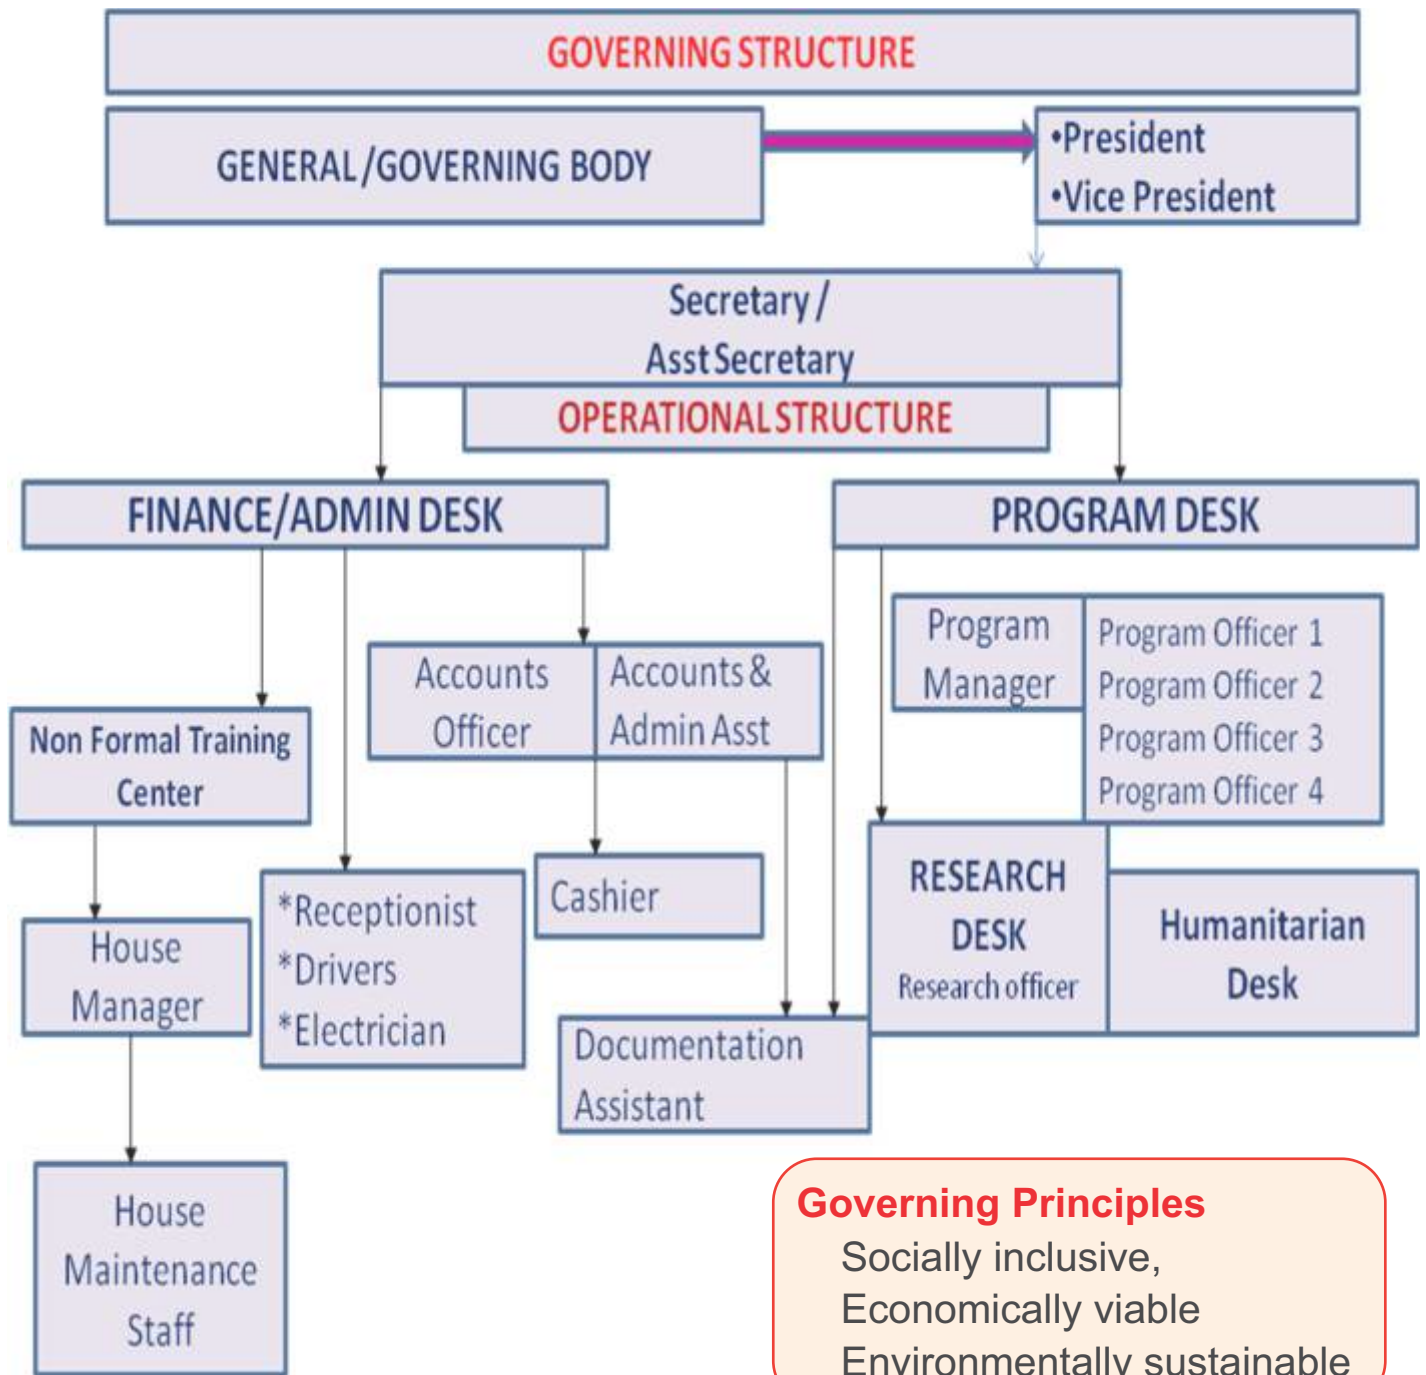 GOVERNING STRUCTURE
GENERAL/GOVERNING BODY
•President
•Vice President
Secretary /
Asst Secretary
OPERATIONAL STRUCTURE
FINANCE/ADMIN DESK
PROGRAM DESK
Program
Manager
Program Officer 1
Program Officer 2
Program Officer 3
Program Officer 4
Accounts
Officer
Accounts &
Admin Asst
Non Formal Training
Center
RESEARCH
DESK
Research officer
Humanitarian
Desk
Cashier
*Receptionist
*Drivers
*Electrician
House
Manager
Documentation
Assistant
House
Maintenance
Staff
Governing Principles
Socially inclusive,
Economically viable
Environmentally sustainable